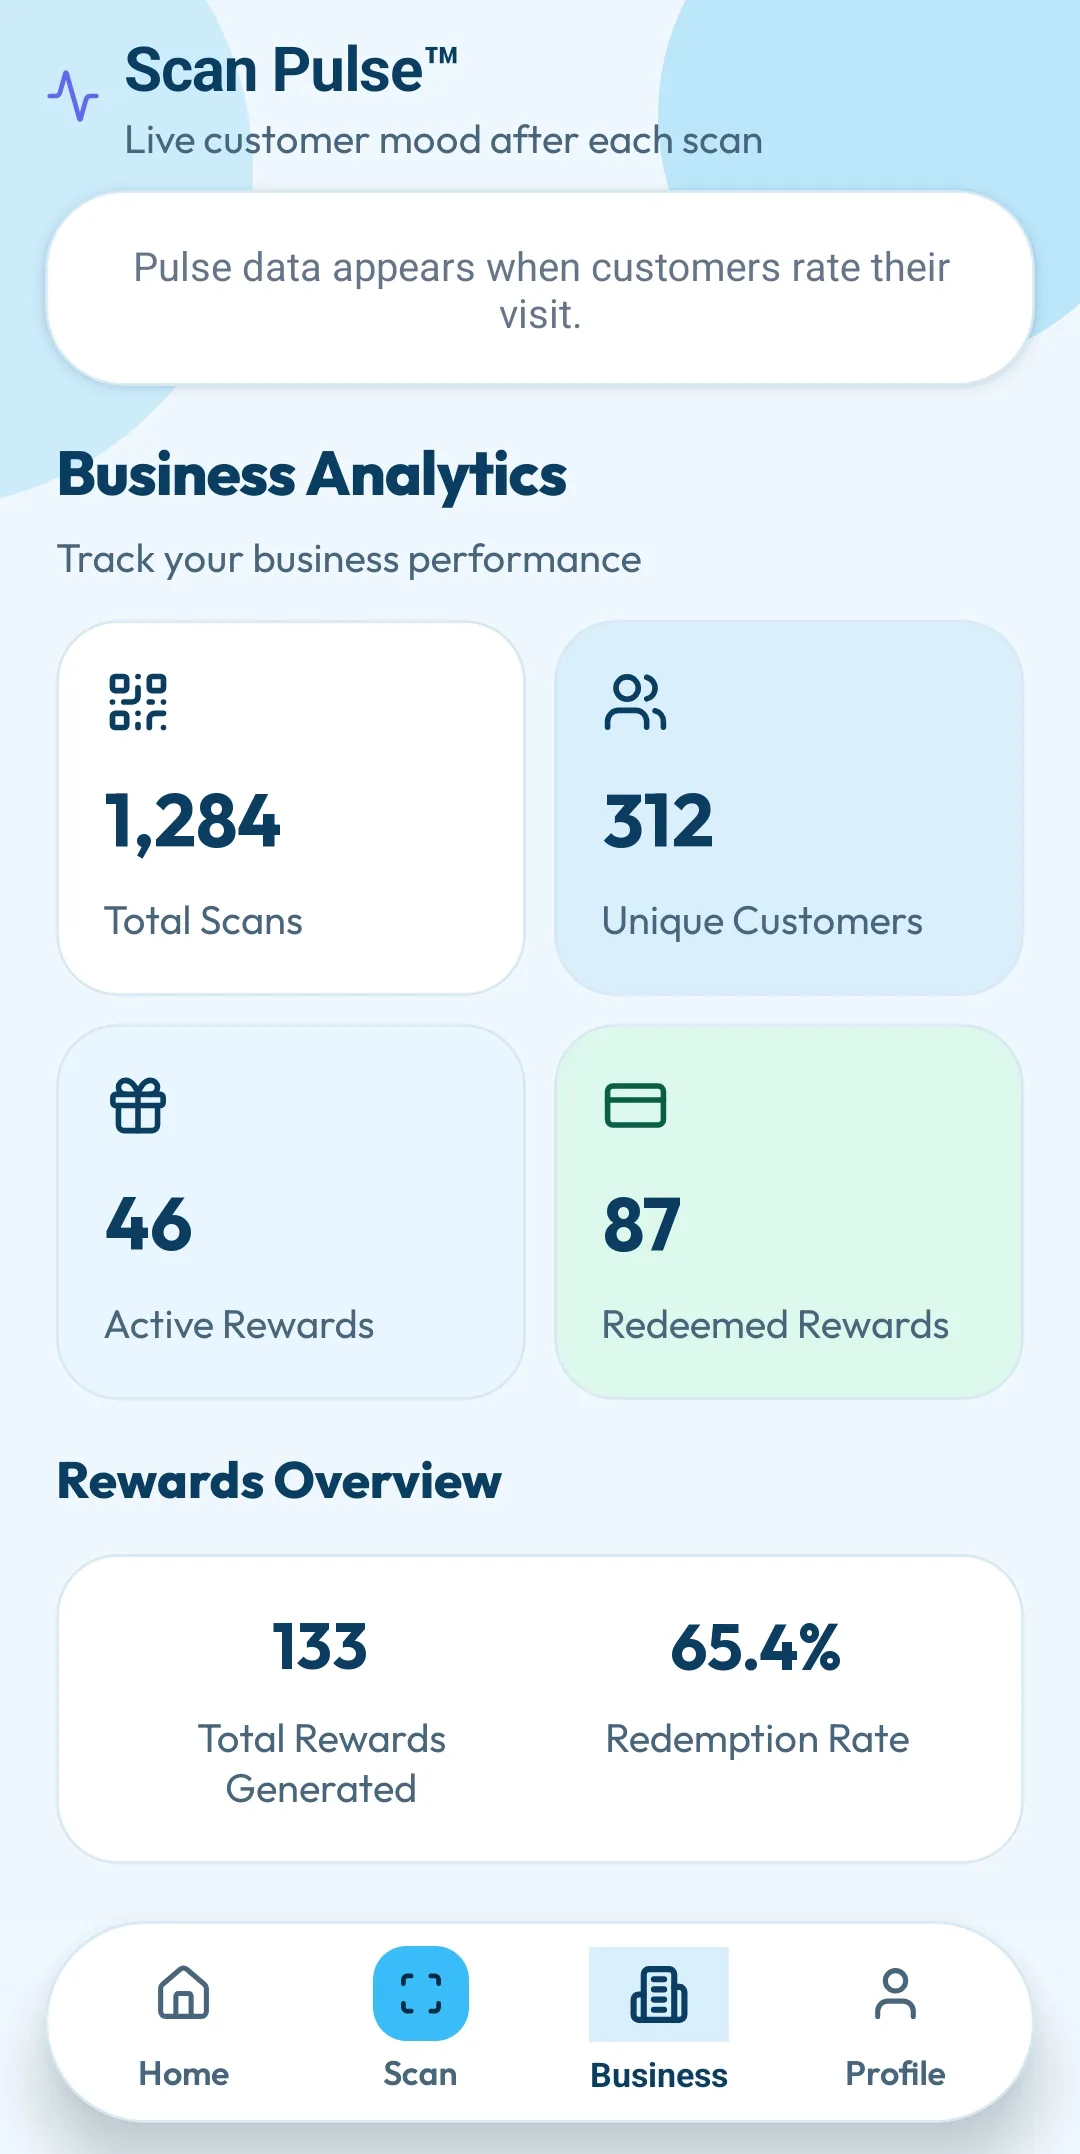 Scan Pulse™
Live customer mood after each scan
Pulse data appears when customers rate their
visit.
Business Analytics
Track your business performance
1,284
Total Scans
312
Unique Customers
46
Active Rewards
87
Redeemed Rewards
Rewards Overview
133
Total Rewards
Generated
65.4%
Redemption Rate
Home
Scan
Business
Profile